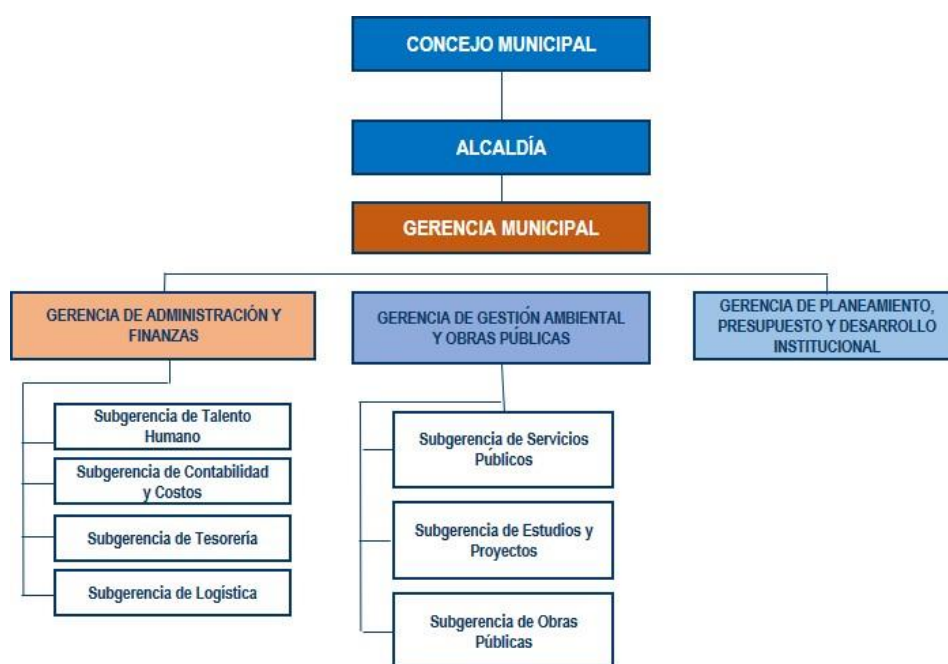 CONCEJO MUNICIPAL
ALCALDÍA
GERENCIA MUNICIPAL
GERENCIA DE ADMINISTRACIÓN Y
FINANZAS
GERENCIA DE GESTIÓN AMBIENTAL
Y OBRAS PÚBLICAS
GERENCIA DE PLANEAMIENTO,
PRESUPUESTO Y DESARROLLO
INSTITUCIONAL
Subgerencia de Talento
Humano
Subgerencia de Contabilidad
y Costos
Subgerencia de Tesorería
Subgerencia de Logística
Subgerencia de Servicios
Públicos
Subgerencia de Estudios y
Proyectos
Subgerencia de Obras
Públicas